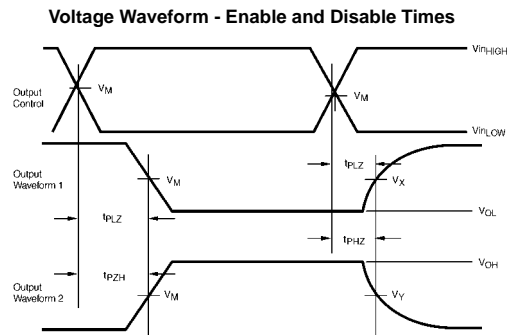 Voltage Waveform - Enable and Disable Times
VinHIGH
VM
VM
Output
Control
VinLOW
tPLZ
Output
Waveform 1
VM
VX
tPLZ
VOL
tPHZ
VOH
tPZH
Output
Waveform 2
VM
VY